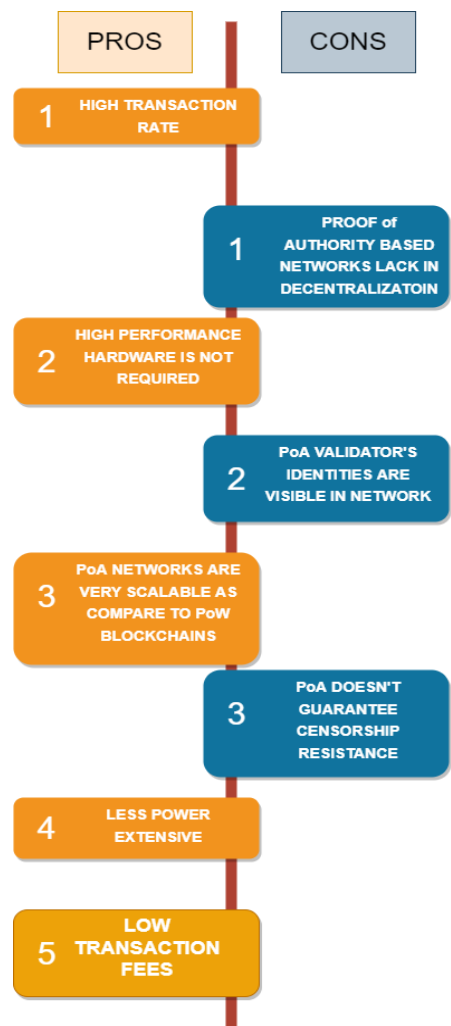 PROS
CONS
1
HIGH TRANSACTION
RATE
1
PROOF of
AUTHORITY BASED
NETWORKS LACK IN
DECENTRALIZATOIN
2
HIGH PERFORMANCE
HARDWARE IS NOT
REQUIRED
2
PoA VALIDATOR'S
IDENTITIES ARE
VISIBLE IN NETWORK
3
PoA NETWORKS ARE
VERY SCALABLE AS
COMPARE TO PoW
BLOCKCHAINS
3
PoA DOESN'T
GUARANTEE
CENSORSHIP
RESISTANCE
4
LESS POWER
EXTENSIVE
5
LOW
TRANSACTION
FEES